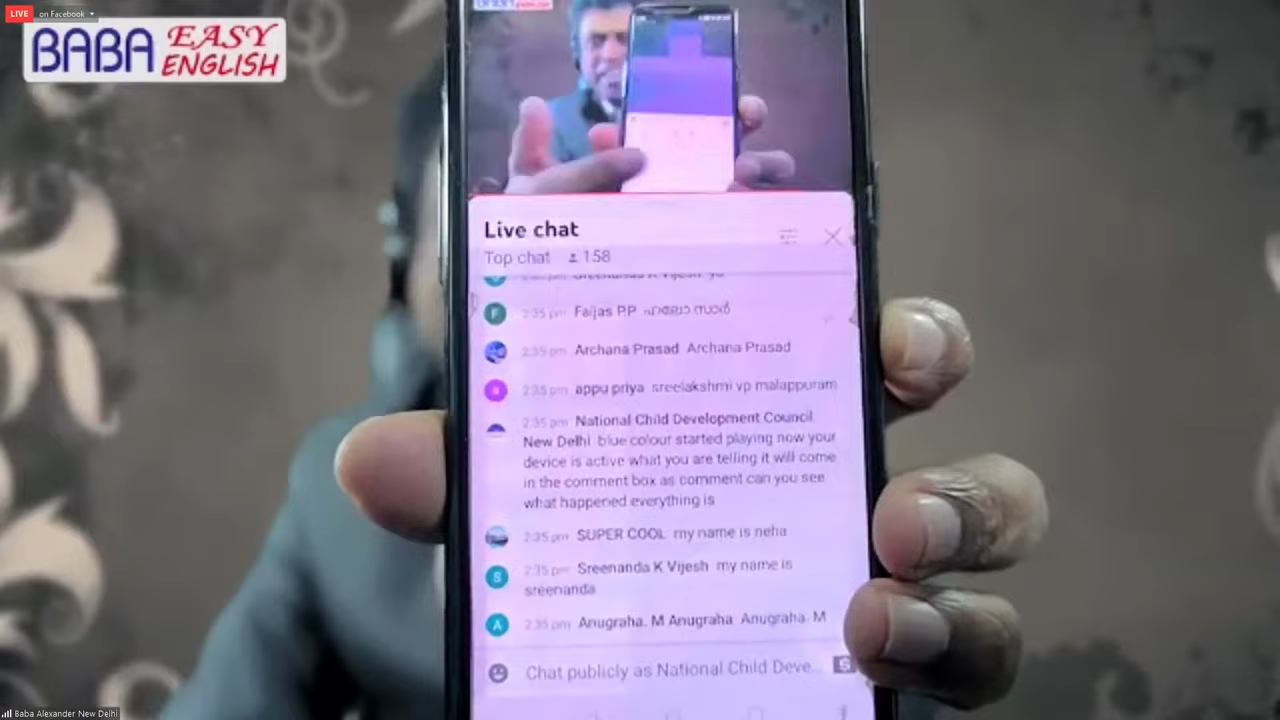 LIVE on Facebook
BABA EASY
ENGLISH
Live chat
Top chat 158
2:35 pm Faijas P.P ഹലോ സാർ
2:35 pm Archana Prasad Archana Prasad
2:35 pm appu priya sreelakshmi vp malappuram
2:35 pm National Child Development Council
New Delhi blue colour started playing now your
device is active what you are telling it will come
in the comment box as comment can you see
what happened everything is
2:35 pm SUPER COOL my name is neha
2:35 pm Sreenanda K Vijesh my name is
sreenanda
2:35 pm Anugraha. M Anugraha Anugraha. M
Chat publicly as National Child Deve...
Baba Alexander New Delhi